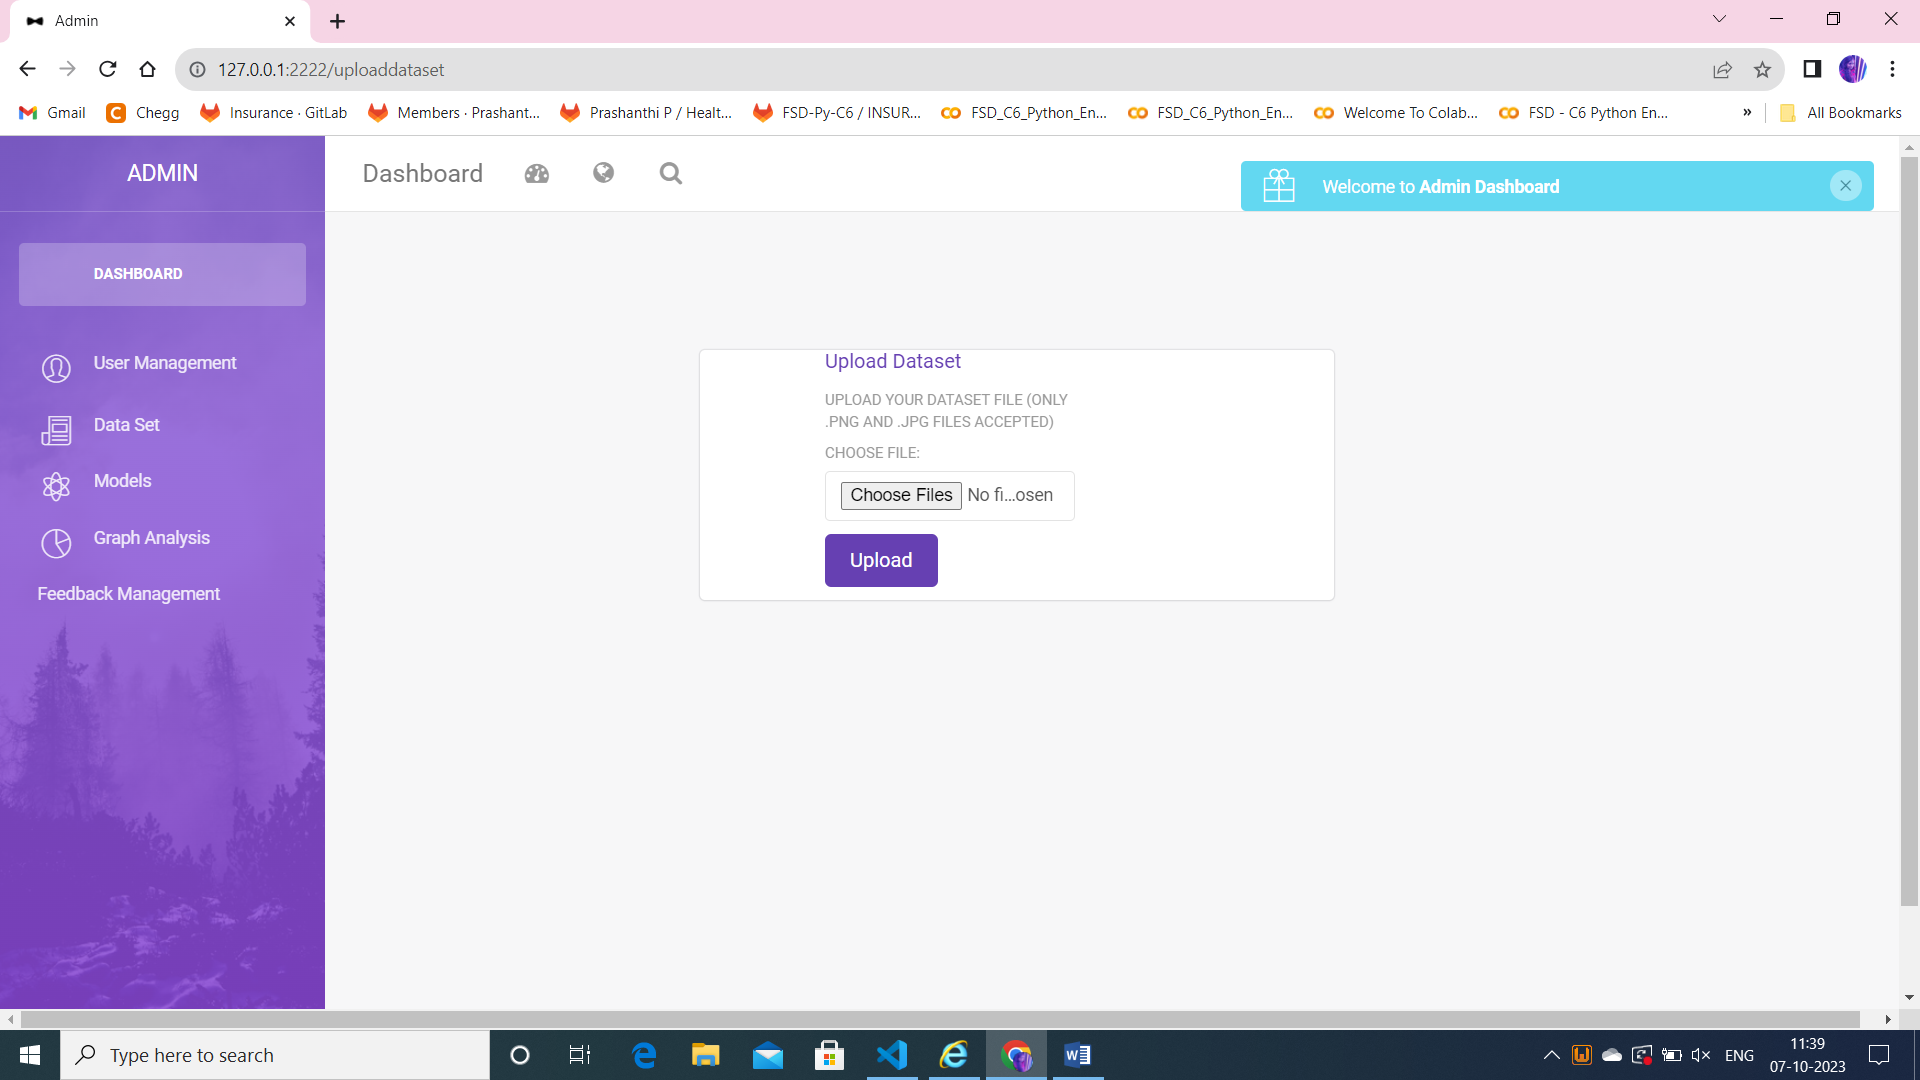 Admin
127.0.0.1:2222/uploaddataset
Gmail
Chegg
Insurance · GitLab
Members · Prashant...
Prashanthi P / Healt...
FSD-Py-C6 / INSUR...
FSD_C6_Python_En...
FSD_C6_Python_En...
Welcome To Colab...
FSD - C6 Python En...
»
All Bookmarks
ADMIN
Dashboard
Welcome to Admin Dashboard
DASHBOARD
User Management
Data Set
Models
Graph Analysis
Feedback Management
Upload Dataset
UPLOAD YOUR DATASET FILE (ONLY
.PNG AND .JPG FILES ACCEPTED)
CHOOSE FILE:
Choose Files No fi...osen
Upload
Type here to search
ENG
11:39
07-10-2023